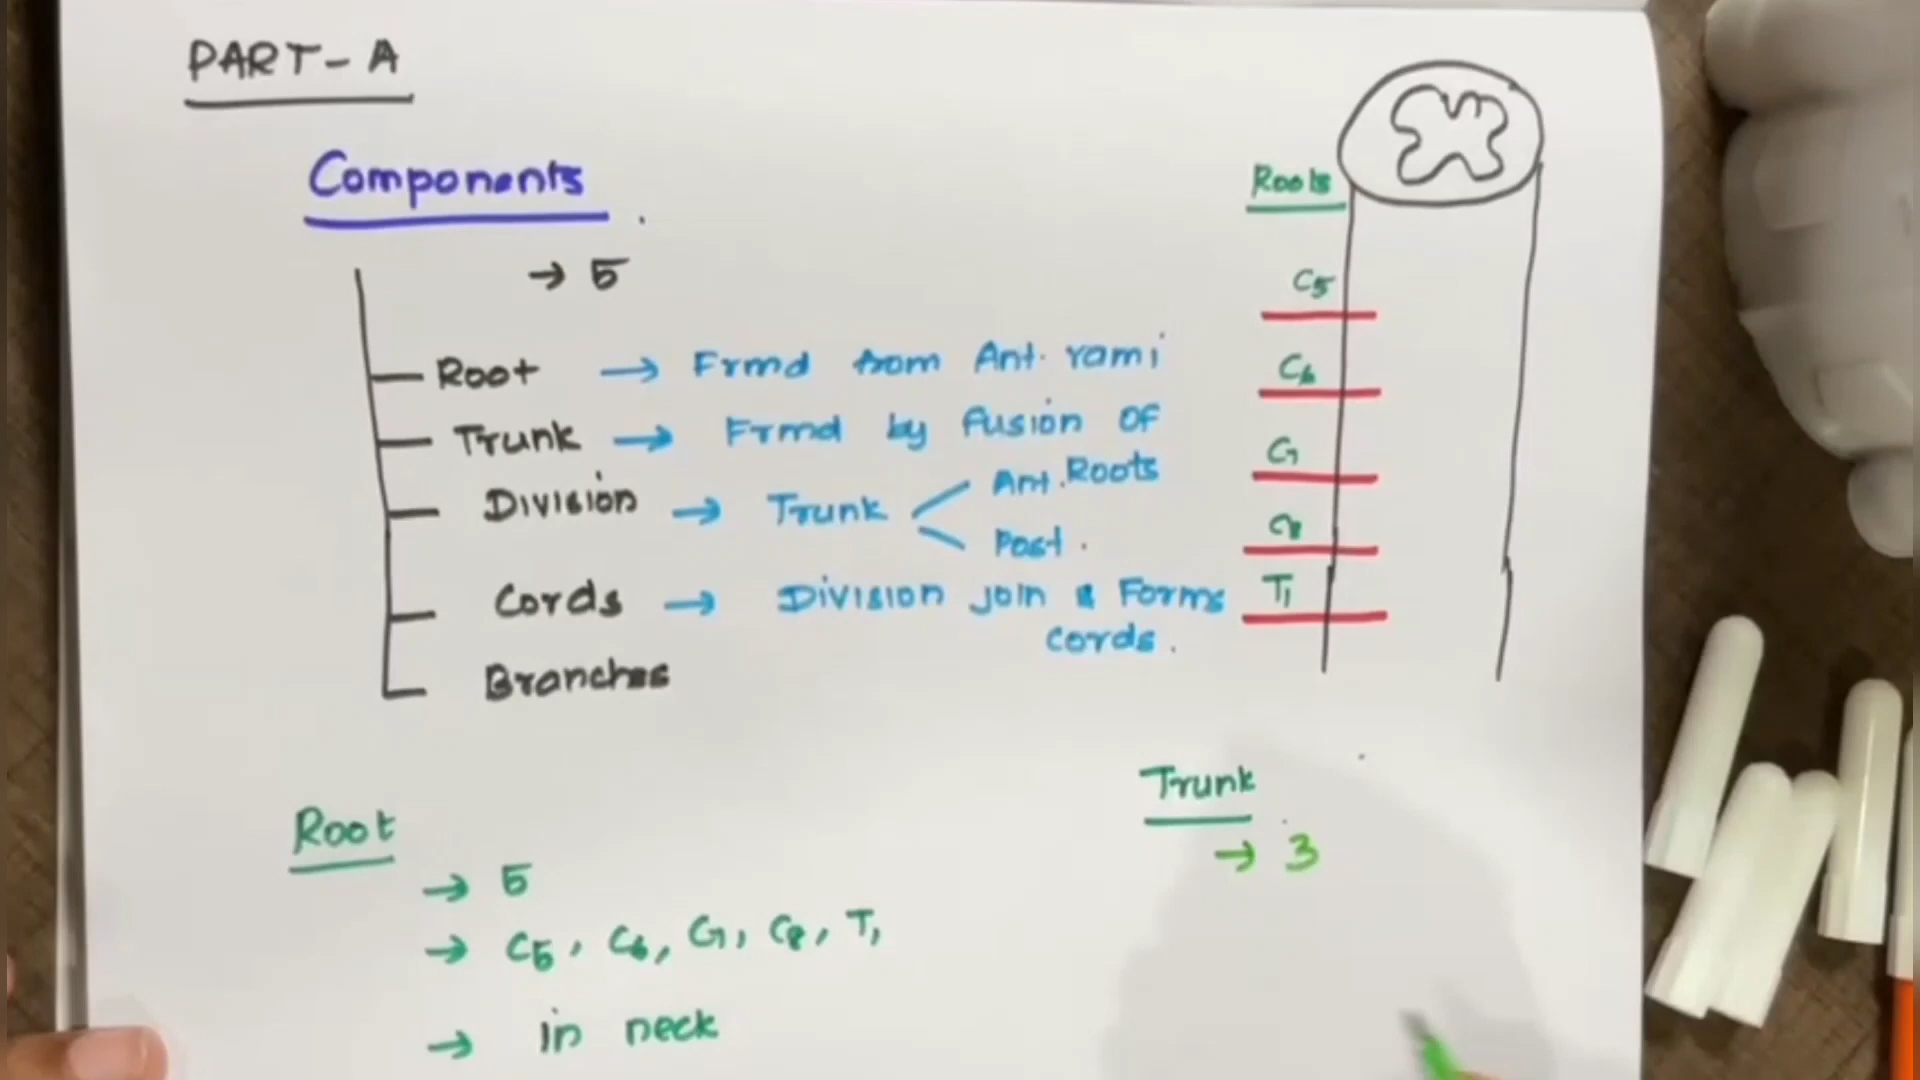 PART-A
Components
→ 5
Root → Frmd from Ant. rami
Trunk → Frmd by fusion of Roots
Division → Trunk Ant.
Post.
Cords → Division join & Forms
cords.
Branches
Roots
C5
C6
C7
C8
T1
Root
→ 5
→ C5, C6, C7, C8, T1
→ in neck
Trunk
→ 3